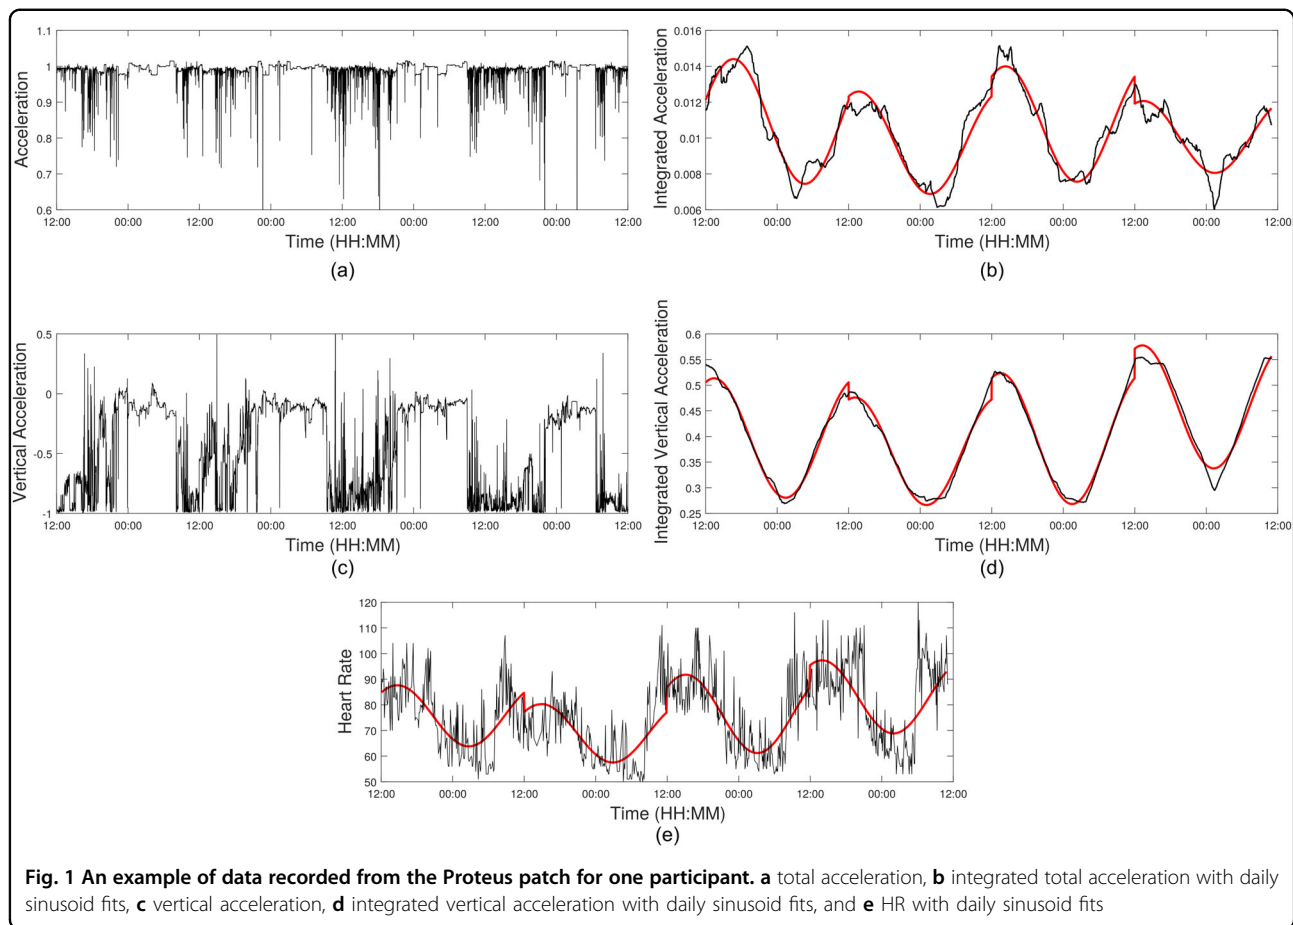 1.1
1
0.9
0.8
0.7
0.6
12:00 00:00 12:00 00:00 12:00 00:00 12:00 00:00 12:00
Acceleration
Time (HH:MM)
(a)
0.016
0.014
0.012
0.01
0.008
0.006
12:00 00:00 12:00 00:00 12:00 00:00 12:00 00:00 12:00
Integrated Acceleration
Time (HH:MM)
(b)
0.5
0
-0.5
-1
12:00 00:00 12:00 00:00 12:00 00:00 12:00 00:00 12:00
Vertical Acceleration
Time (HH:MM)
(c)
0.6
0.55
0.5
0.45
0.4
0.35
0.3
0.25
12:00 00:00 12:00 00:00 12:00 00:00 12:00 00:00 12:00
Integrated Vertical Acceleration
Time (HH:MM)
(d)
120
110
100
90
80
70
60
50
12:00 00:00 12:00 00:00 12:00 00:00 12:00 00:00 12:00
Heart Rate
Time (HH:MM)
(e)
Fig. 1 An example of data recorded from the Proteus patch for one participant. a total acceleration, b integrated total acceleration with daily
sinusoid fits, c vertical acceleration, d integrated vertical acceleration with daily sinusoid fits, and e HR with daily sinusoid fits